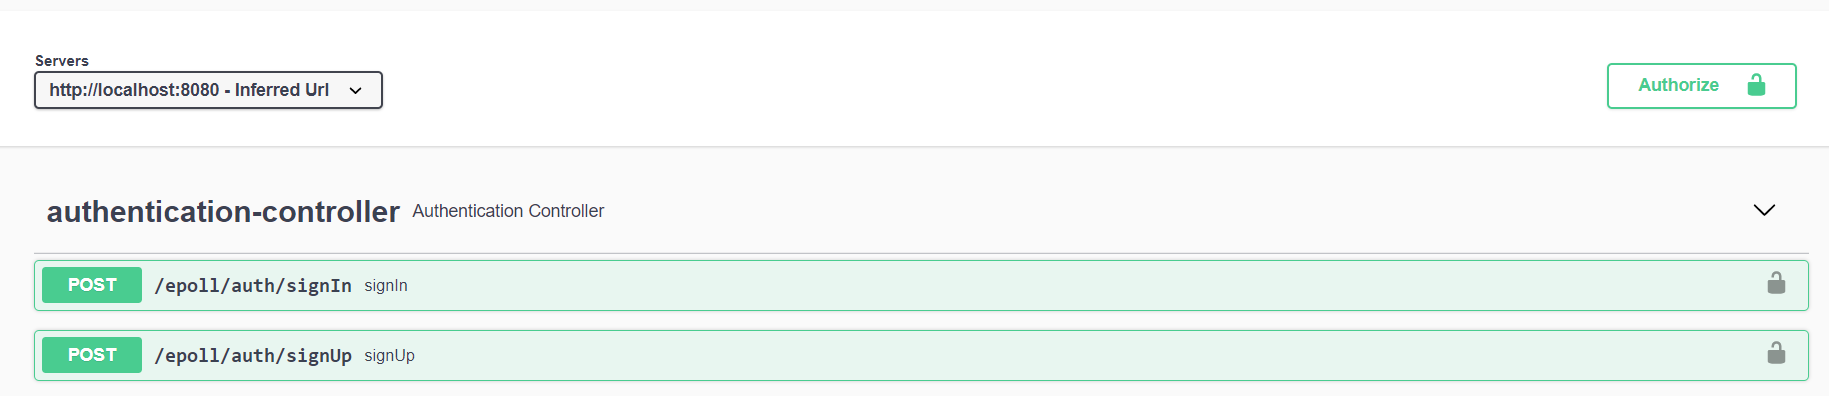 Servers
http://localhost:8080 - Inferred Url
Authorize
authentication-controller Authentication Controller
POST /epoll/auth/signIn signIn
POST /epoll/auth/signUp signUp